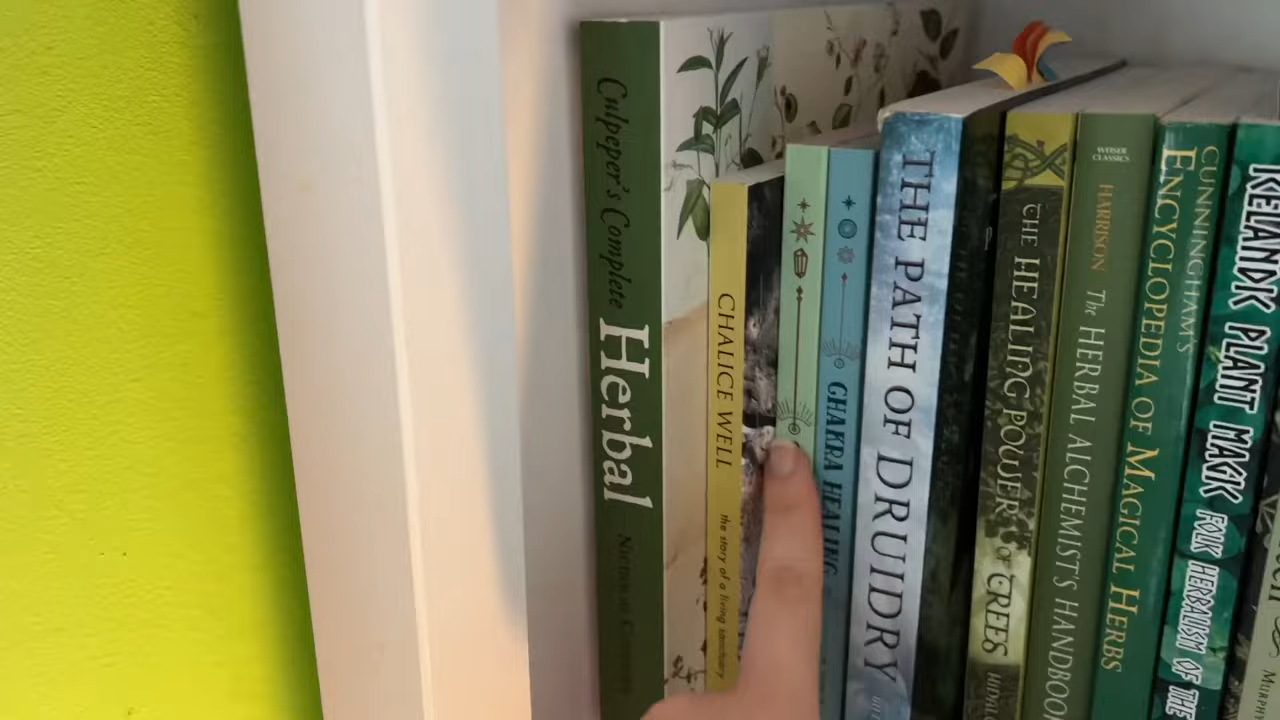 Culpeper's Complete
Herbal
CHALICE WELL
the story of a living sanctuary
CHAKRA HEALING
THE PATH OF DRUIDRY
THE HEALING POWER OF TREES
WEISER
CLASSICS
HARRISON
The HERBAL ALCHEMIST'S HANDBOOK
CUNNINGHAM'S
ENCYCLOPEDIA OF MAGICAL HERBS
ICELANDIC PLANT MAGIC
FOLK HERBALISM OF THE
MURPHY